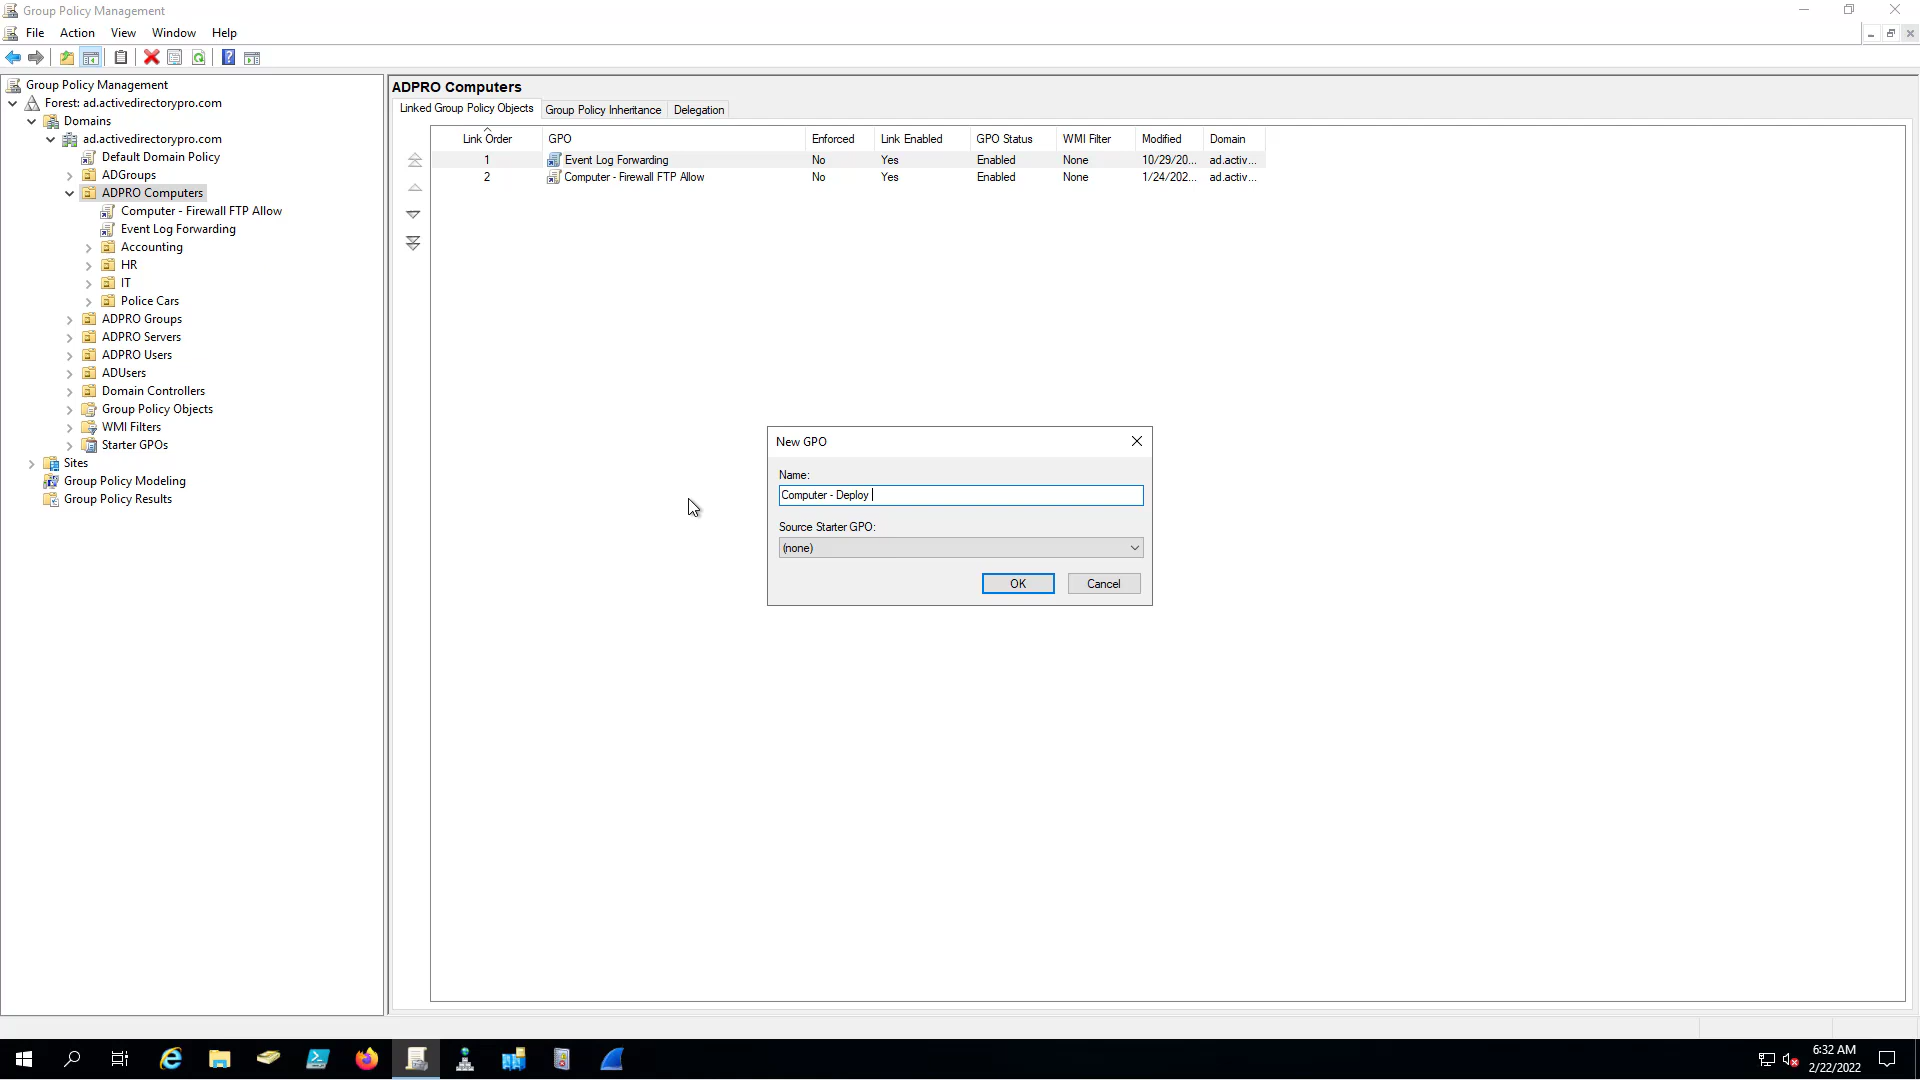 Group Policy Management
File Action View Window Help
Group Policy Management
Forest: ad.activedirectorypro.com
Domains
ad.activedirectorypro.com
Default Domain Policy
ADGroups
ADPRO Computers
Computer - Firewall FTP Allow
Event Log Forwarding
Accounting
HR
IT
Police Cars
ADPRO Groups
ADPRO Servers
ADPRO Users
ADUsers
Domain Controllers
Group Policy Objects
WMI Filters
Starter GPOs
Sites
Group Policy Modeling
Group Policy Results
ADPRO Computers
Linked Group Policy Objects Group Policy Inheritance Delegation
Link Order GPO Enforced Link Enabled GPO Status WMI Filter Modified Domain
1 Event Log Forwarding No Yes Enabled None 10/29/20... ad.activ...
2 Computer - Firewall FTP Allow No Yes Enabled None 1/24/202... ad.activ...
New GPO
Name:
Computer - Deploy
Source Starter GPO:
(none)
OK Cancel
6:32 AM
2/22/2022